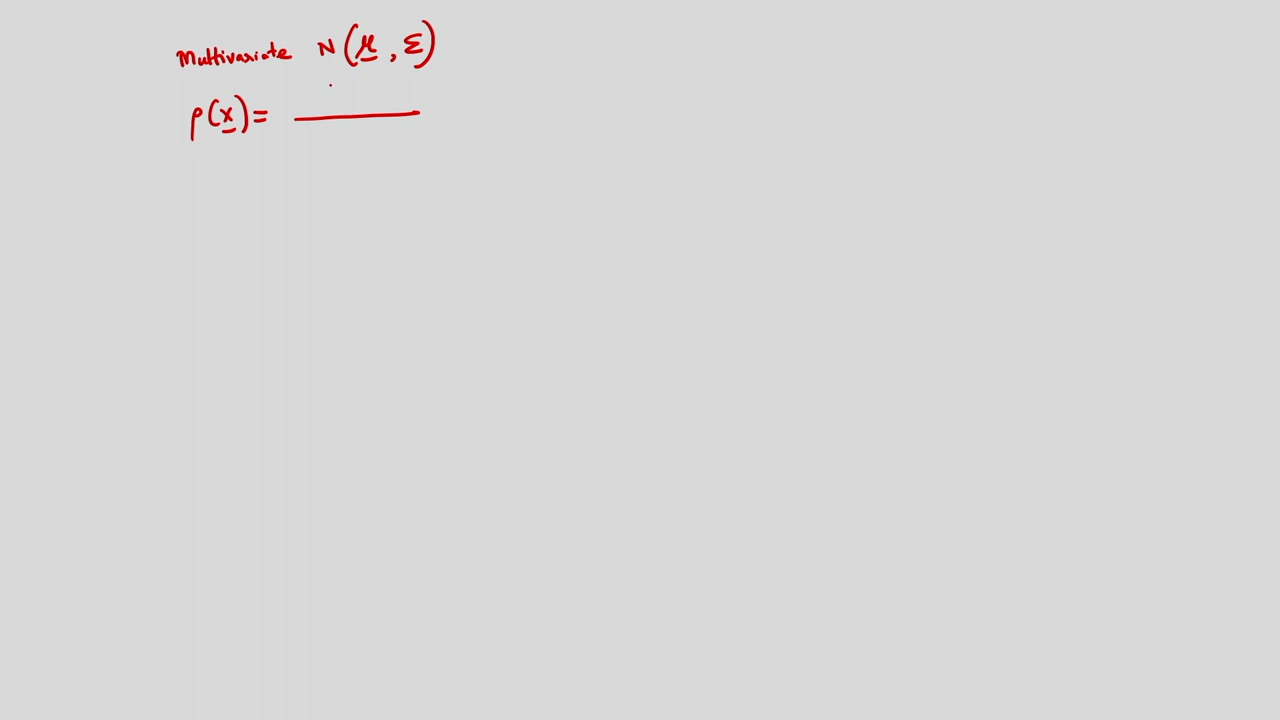 Multivariate N(μ, Σ)
p(x) =